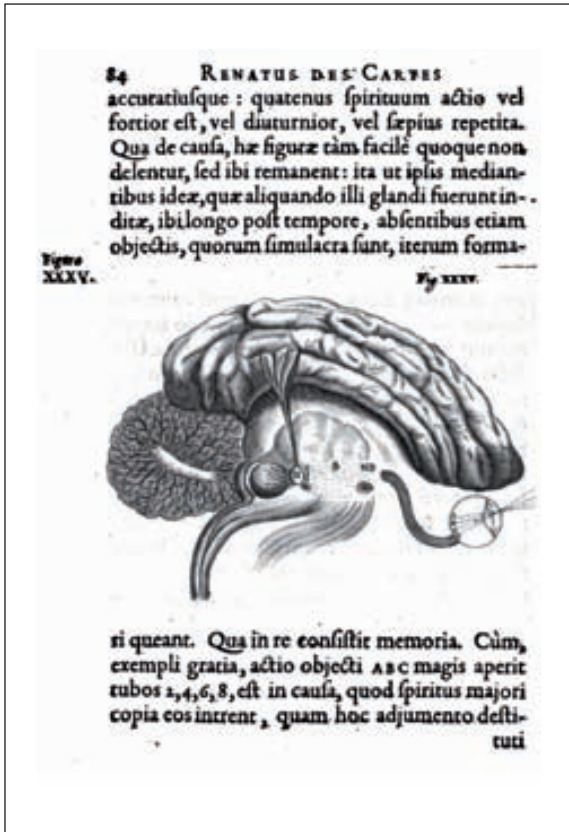 84 RENATUS DES CARTES
accuratiuſque : quatenus ſpirituum actio vel
fortior eſt, vel diuturnior, vel ſæpius repetita.
Qua de cauſa, hæ figuræ tàm facilè quoque non
delentur, ſed ibi remanent : ita ut ipſis median-
tibus ideæ, quæ aliquando illi glandi fuerunt in-
ditæ, ibi longo poſt tempore, abſentibus etiam
objectis, quorum ſimulacra ſunt, iterum forma-
Figura
XXXV.
Fig XXXV.
ri queant. Qua in re conſiſtit memoria. Cùm,
exempli gratia, actio objecti ABC magis aperit
tubos 2,4,6,8, eſt in cauſa, quod ſpiritus majori
copia eos intrent, quam hoc adjumento deſti-
tuti